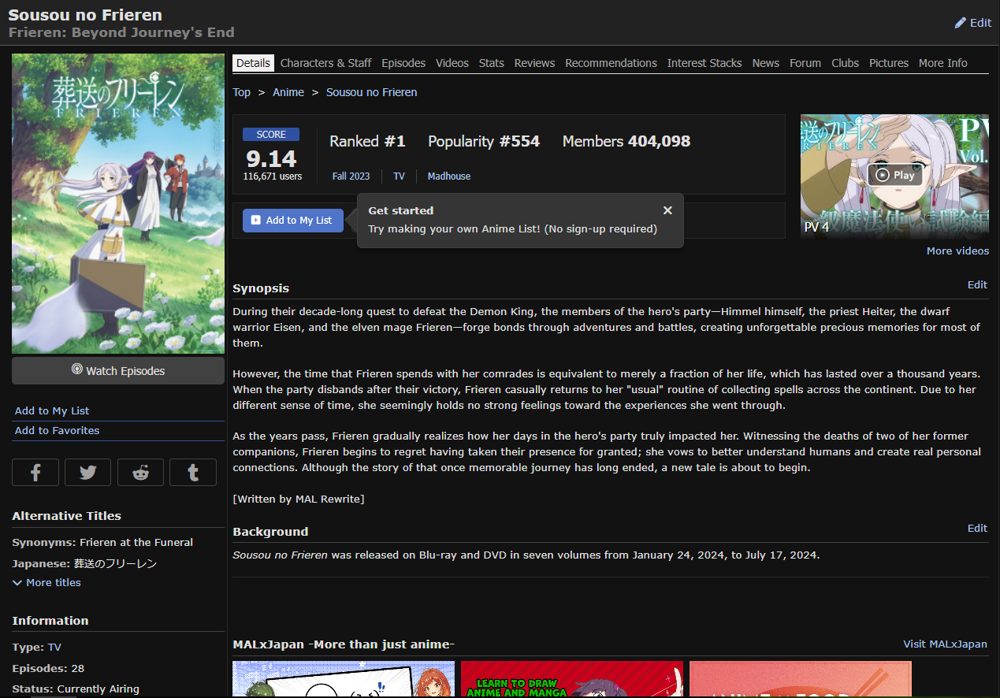 Sousou no Frieren
Frieren: Beyond Journey's End
Edit
葬送のフリーレン
FRIEREN
Details Characters & Staff Episodes Videos Stats Reviews Recommendations Interest Stacks News Forum Clubs Pictures More Info
Top > Anime > Sousou no Frieren
SCORE
9.14
116,671 users
Ranked #1 Popularity #554 Members 404,098
Fall 2023 TV Madhouse
Add to My List
Get started
Try making your own Anime List! (No sign-up required)
送のフリーレン
PV
Vol.
Play
級魔法使い試験編
PV 4
More videos
Synopsis
Edit
During their decade-long quest to defeat the Demon King, the members of the hero's party—Himmel himself, the priest Heiter, the dwarf
warrior Eisen, and the elven mage Frieren—forge bonds through adventures and battles, creating unforgettable precious memories for most of
them.
However, the time that Frieren spends with her comrades is equivalent to merely a fraction of her life, which has lasted over a thousand years.
When the party disbands after their victory, Frieren casually returns to her "usual" routine of collecting spells across the continent. Due to her
different sense of time, she seemingly holds no strong feelings toward the experiences she went through.
As the years pass, Frieren gradually realizes how her days in the hero's party truly impacted her. Witnessing the deaths of two of her former
companions, Frieren begins to regret having taken their presence for granted; she vows to better understand humans and create real personal
connections. Although the story of that once memorable journey has long ended, a new tale is about to begin.
[Written by MAL Rewrite]
Background
Edit
Sousou no Frieren was released on Blu-ray and DVD in seven volumes from January 24, 2024, to July 17, 2024.
Watch Episodes
Add to My List
Add to Favorites
Alternative Titles
Synonyms: Frieren at the Funeral
Japanese: 葬送のフリーレン
More titles
Information
Type: TV
Episodes: 28
Status: Currently Airing
MALxJapan -More than just anime-
Visit MALxJapan
LEARN TO DRAW
ANIME AND MANGA